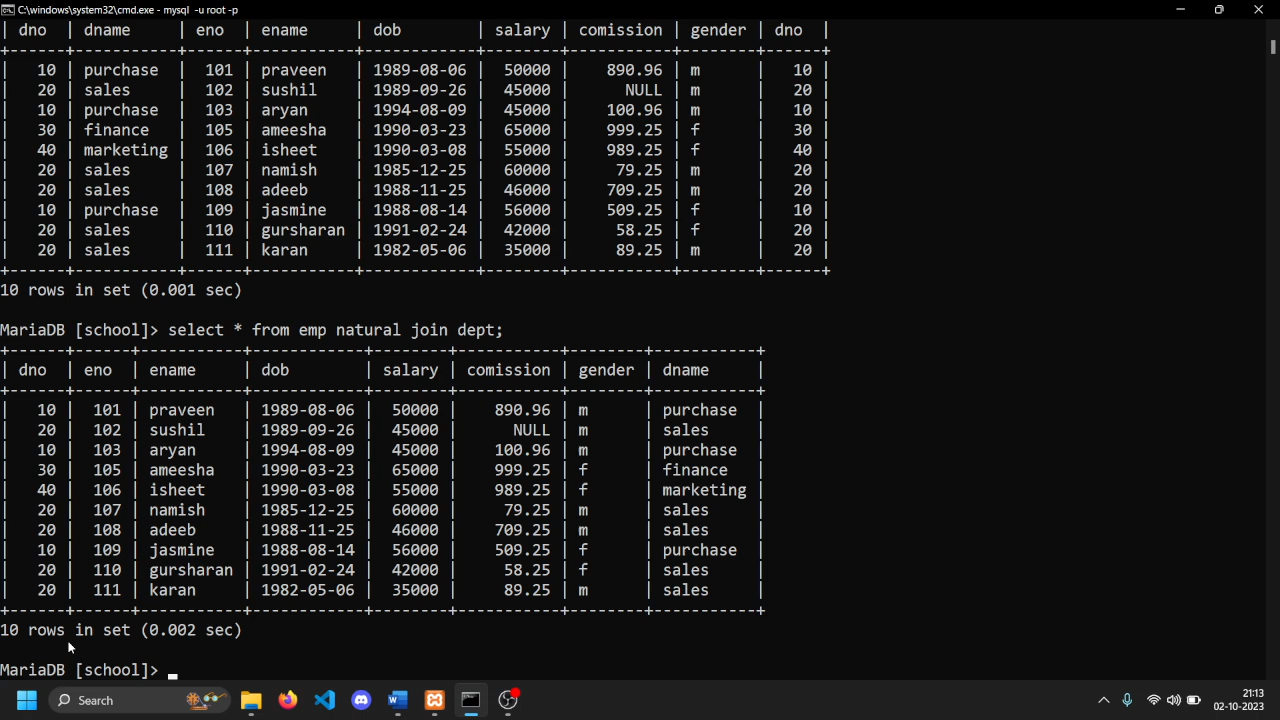 C:\windows\system32\cmd.exe - mysql  -u root -p
| dno  | dname     | eno  | ename     | dob        | salary | comission | gender | dno  |
+------+-----------+------+-----------+------------+--------+-----------+--------+------+
|   10 | purchase  |  101 | praveen   | 1989-08-06 |  50000 |    890.96 | m      |   10 |
|   20 | sales     |  102 | sushil    | 1989-09-26 |  45000 |      NULL | m      |   20 |
|   10 | purchase  |  103 | aryan     | 1994-08-09 |  45000 |    100.96 | m      |   10 |
|   30 | finance   |  105 | ameesha   | 1990-03-23 |  65000 |    999.25 | f      |   30 |
|   40 | marketing |  106 | isheet    | 1990-03-08 |  55000 |    989.25 | f      |   40 |
|   20 | sales     |  107 | namish    | 1985-12-25 |  60000 |     79.25 | m      |   20 |
|   20 | sales     |  108 | adeeb     | 1988-11-25 |  46000 |    709.25 | m      |   20 |
|   10 | purchase  |  109 | jasmine   | 1988-08-14 |  56000 |    509.25 | f      |   10 |
|   20 | sales     |  110 | gursharan | 1991-02-24 |  42000 |     58.25 | f      |   20 |
|   20 | sales     |  111 | karan     | 1982-05-06 |  35000 |     89.25 | m      |   20 |
+------+-----------+------+-----------+------------+--------+-----------+--------+------+
10 rows in set (0.001 sec)
MariaDB [school]> select * from emp natural join dept;
+------+------+-----------+------------+--------+-----------+--------+-----------+
| dno  | eno  | ename     | dob        | salary | comission | gender | dname     |
+------+------+-----------+------------+--------+-----------+--------+-----------+
|   10 |  101 | praveen   | 1989-08-06 |  50000 |    890.96 | m      | purchase  |
|   20 |  102 | sushil    | 1989-09-26 |  45000 |      NULL | m      | sales     |
|   10 |  103 | aryan     | 1994-08-09 |  45000 |    100.96 | m      | purchase  |
|   30 |  105 | ameesha   | 1990-03-23 |  65000 |    999.25 | f      | finance   |
|   40 |  106 | isheet    | 1990-03-08 |  55000 |    989.25 | f      | marketing |
|   20 |  107 | namish    | 1985-12-25 |  60000 |     79.25 | m      | sales     |
|   20 |  108 | adeeb     | 1988-11-25 |  46000 |    709.25 | m      | sales     |
|   10 |  109 | jasmine   | 1988-08-14 |  56000 |    509.25 | f      | purchase  |
|   20 |  110 | gursharan | 1991-02-24 |  42000 |     58.25 | f      | sales     |
|   20 |  111 | karan     | 1982-05-06 |  35000 |     89.25 | m      | sales     |
+------+------+-----------+------------+--------+-----------+--------+-----------+
10 rows in set (0.002 sec)
MariaDB [school]> _
Search
21:13
02-10-2023